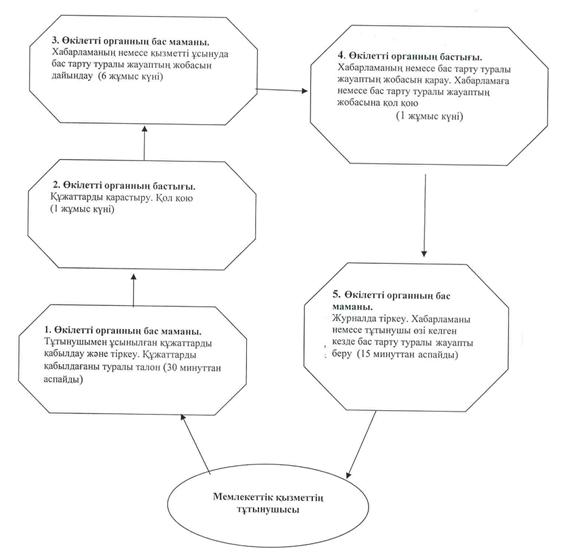 3. Өкілетті органның бас маманы.
Хабарламаның немесе қызметті ұсынуда
бас тарту туралы жауаптың жобасын
дайындау (6 жұмыс күні)
4. Өкілетті органның бастығы.
Хабарламаның немесе бас тарту туралы
жауаптың жобасын қарау. Хабарламаға
немесе бас тарту туралы жауаптың
жобасына қол қою
(1 жұмыс күні)
2. Өкілетті органның бастығы.
Құжаттарды қарастыру. Қол қою
(1 жұмыс күні)
5. Өкілетті органның бас
маманы.
Журналда тіркеу. Хабарламаны
немесе тұтынушы өзі келген
кезде бас тарту туралы жауапты
беру (15 минуттан аспайды)
1. Өкілетті органның бас маманы.
Тұтынушымен ұсынылған құжаттарды
қабылдау және тіркеу. Құжаттарды
қабылдағаны туралы талон (30 минуттан
аспайды)
Мемлекеттік қызметтің
тұтынушысы